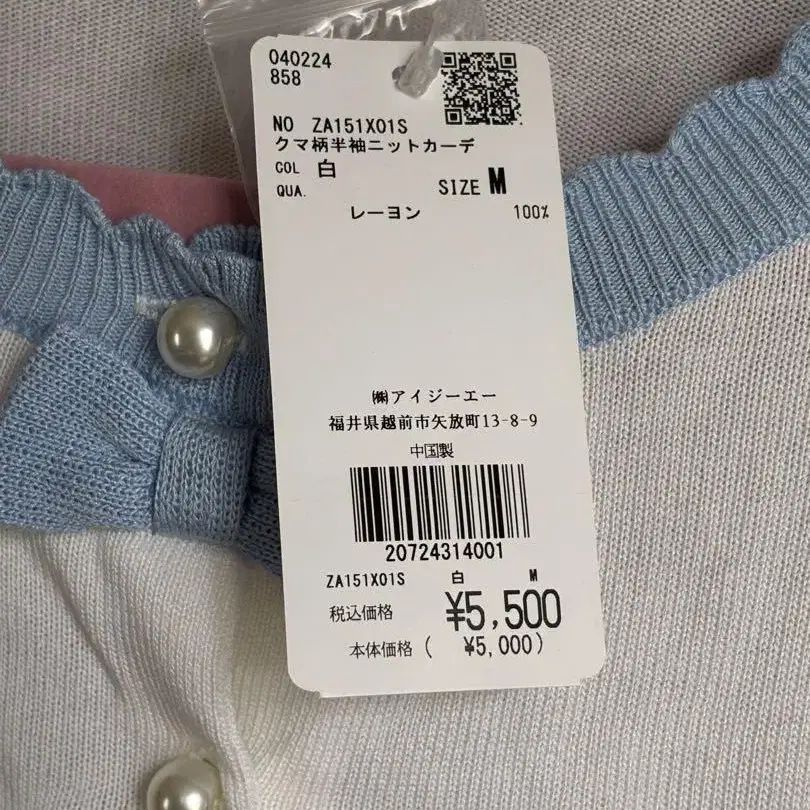 040224
858
NO ZA151X01S
クマ柄半袖ニットカーデ
COL 白
QUA. SIZE M
レーヨン 100%
㈱アイジーエー
福井県越前市矢放町13-8-9
中国製
20724314001
ZA151X01S 白 M
税込価格 ¥5,500
本体価格 ( ¥5,000)